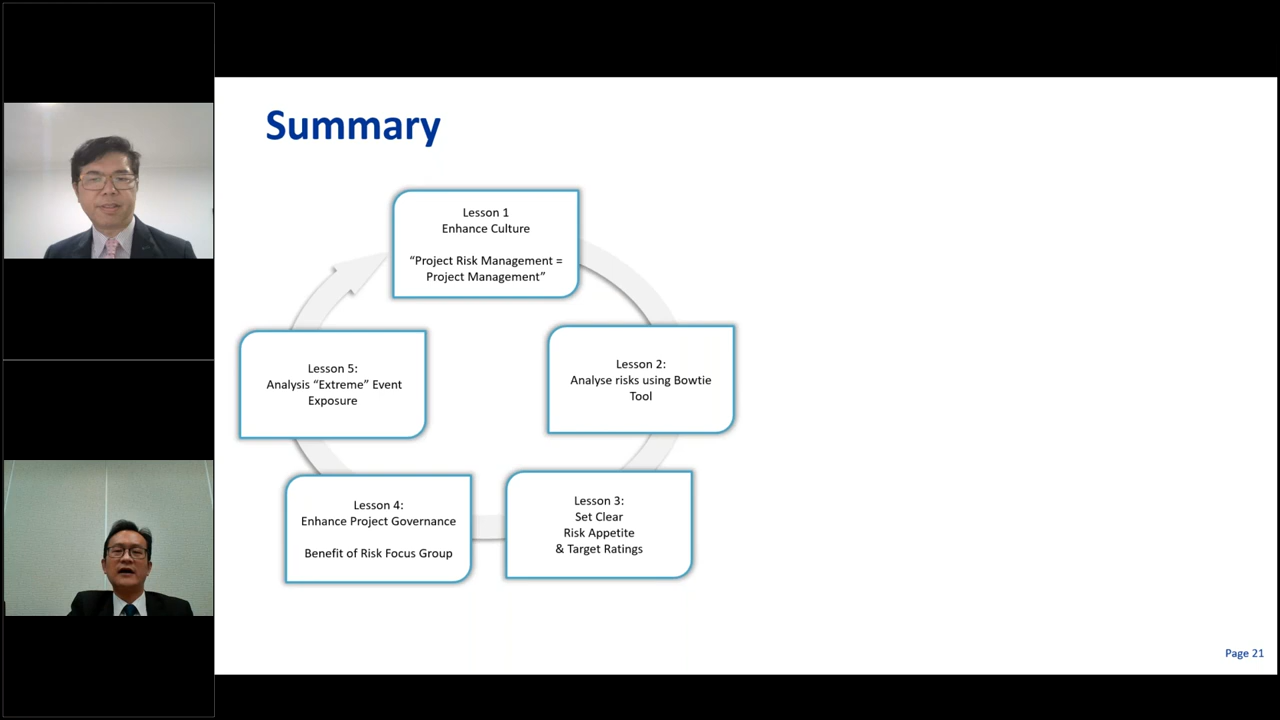 Summary
Lesson 1
Enhance Culture
“Project Risk Management =
Project Management”
Lesson 2:
Analyse risks using Bowtie
Tool
Lesson 3:
Set Clear
Risk Appetite
& Target Ratings
Lesson 4:
Enhance Project Governance
Benefit of Risk Focus Group
Lesson 5:
Analysis “Extreme” Event
Exposure
Page 21